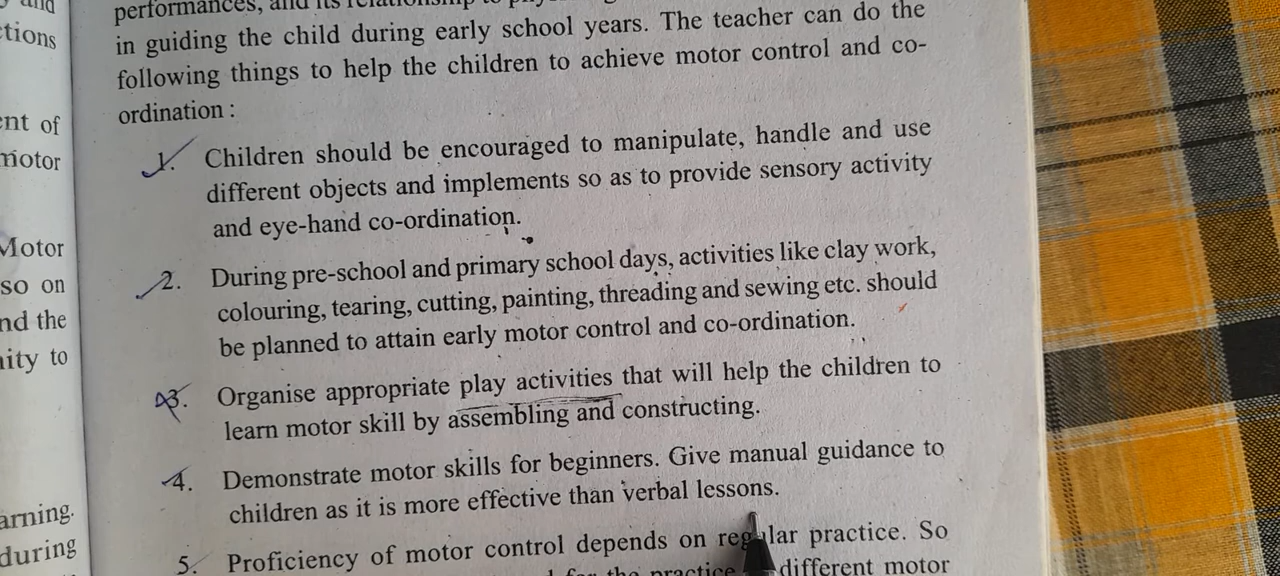 tions
ent of
motor
Motor
so on
nd the
ity to
arning.
during
performances, and its
in guiding the child during early school years. The teacher can do the
following things to help the children to achieve motor control and co-
ordination :
1. Children should be encouraged to manipulate, handle and use
different objects and implements so as to provide sensory activity
and eye-hand co-ordination.
2. During pre-school and primary school days, activities like clay work,
colouring, tearing, cutting, painting, threading and sewing etc. should
be planned to attain early motor control and co-ordination.
3. Organise appropriate play activities that will help the children to
learn motor skill by assembling and constructing.
4. Demonstrate motor skills for beginners. Give manual guidance to
children as it is more effective than verbal lessons.
5. Proficiency of motor control depends on regular practice. So
for the practice different motor